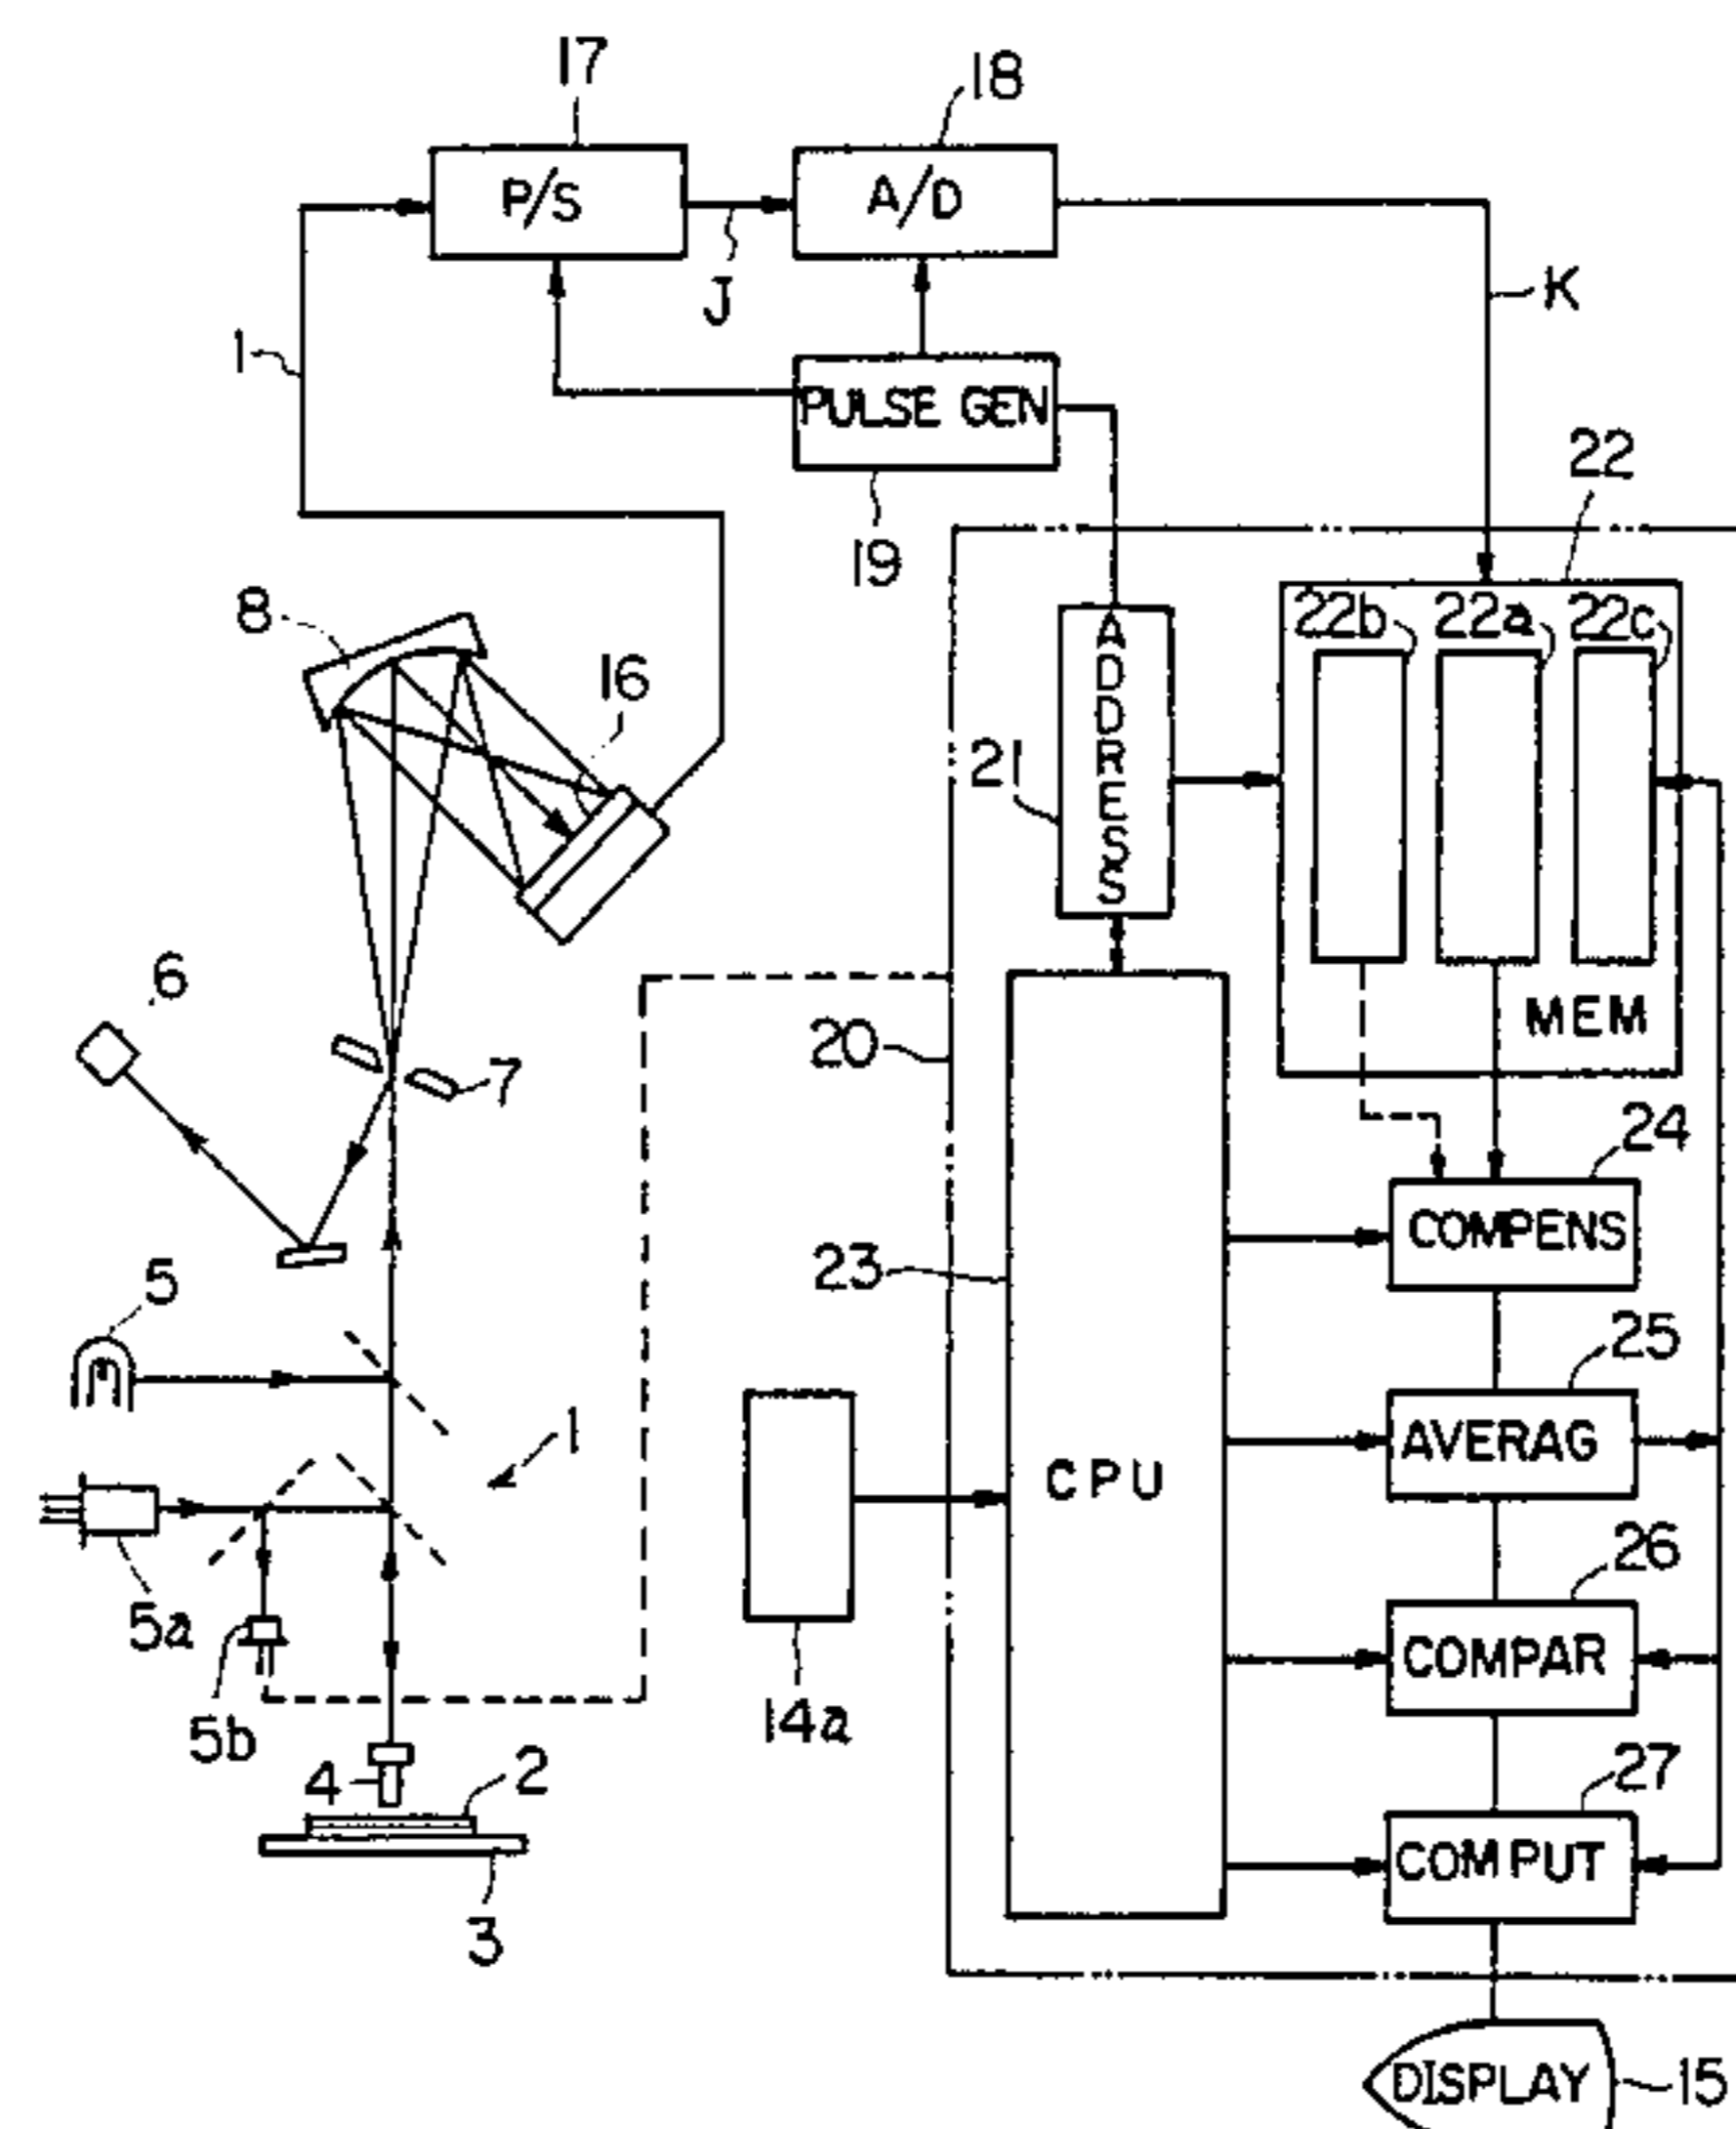 17
18
P/S
A/D
J
K
1
PULSE GEN
22
19
8
22b 22a 22c
16
ADDRESS
21
6
MEM
20
7
24
COMPENS
23
5
25
1
AVERAG
CPU
26
5a
COMPAR
14a
5b
2
4
27
COMPUT
3
DISPLAY
15